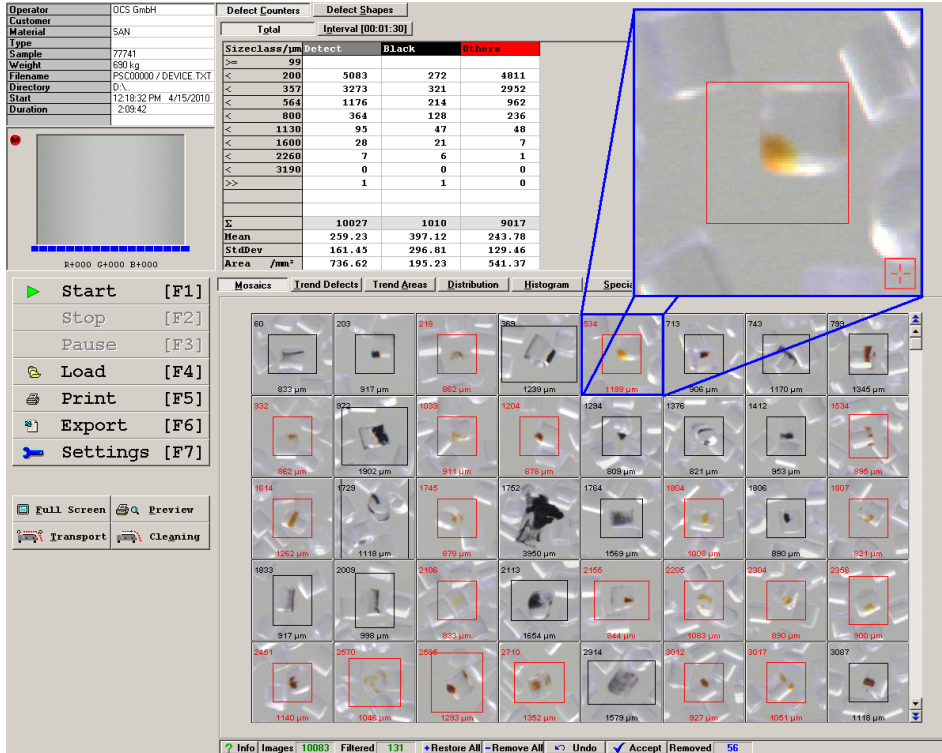 Operator OCS GmbH
Customer
Material SAN
Type
Sample 77741
Weight 690 kg
Filename PSC00000 / DEVICE.TXT
Directory D:\..
Start 12:18:32 PM 4/15/2010
Duration 2:09:42
M
R+000 G+000 B+000
Defect Counters Defect Shapes
Total Interval [00:01:30]
Sizeclass/µm Detect Black Others
>= 99
< 200 5083 272 4811
< 357 3273 321 2952
< 564 1176 214 962
< 800 364 128 236
< 1130 95 47 48
< 1600 28 21 7
< 2260 7 6 1
< 3190 0 0 0
>> 1 1 0
Σ 10027 1010 9017
Mean 259.23 397.12 243.78
StdDev 161.45 296.81 129.46
Area /mm² 736.62 195.23 541.37
Start [F1]
Stop [F2]
Pause [F3]
Load [F4]
Print [F5]
Export [F6]
Settings [F7]
Full Screen Preview
Transport Cleaning
Mosaics Trend Defects Trend Areas Distribution Histogram Specia
60 203 218 369 534 713 743 799
833 µm 917 µm 862 µm 1239 µm 1199 µm 906 µm 1170 µm 1345 µm
932 972 1039 1204 1294 1376 1412 1534
862 µm 1902 µm 911 µm 878 µm 809 µm 821 µm 953 µm 895 µm
1614 1729 1745 1752 1764 1804 1806 1807
1262 µm 1118 µm 878 µm 3950 µm 1569 µm 1008 µm 890 µm 821 µm
1833 2009 2106 2113 2155 2205 2304 2356
917 µm 998 µm 833 µm 1654 µm 844 µm 1083 µm 890 µm 900 µm
2451 2570 2710 2914 3012 3017 3087
1140 µm 1046 µm 1293 µm 1352 µm 1579 µm 927 µm 1051 µm 1118 µm
? Info Images 10083 Filtered 131 +Restore All -Remove All Undo Accept Removed 56